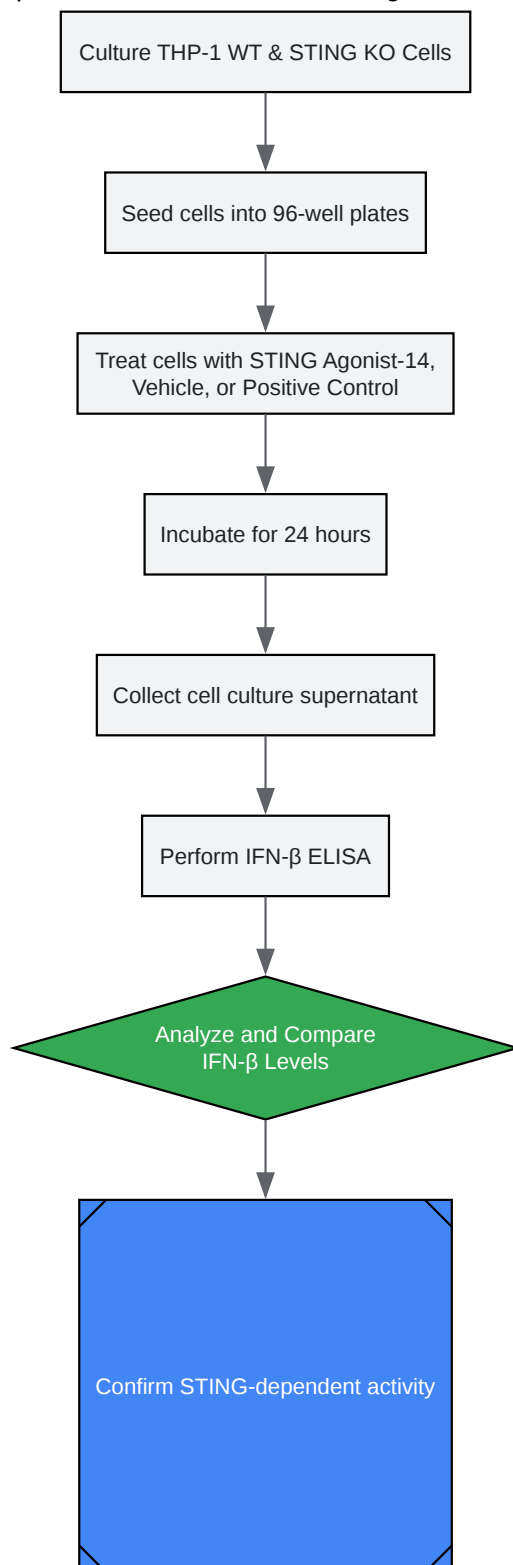 Culture THP-1 WT & STING KO Cells
Seed cells into 96-well plates
Treat cells with STING Agonist-14,
Vehicle, or Positive Control
Incubate for 24 hours
Collect cell culture supernatant
Perform IFN-β ELISA
Analyze and Compare
IFN-β Levels
Confirm STING-dependent activity